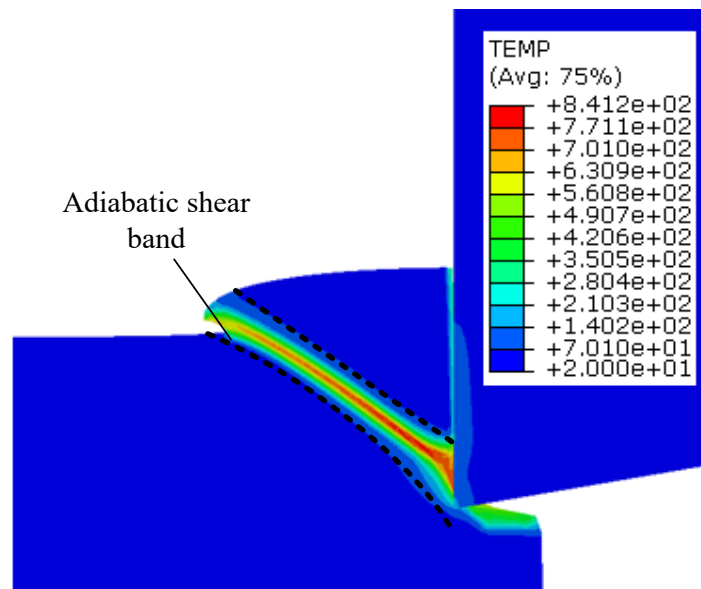 TEMP
(Avg: 75%)
+8.412e+02
+7.711e+02
+7.010e+02
+6.309e+02
+5.608e+02
+4.907e+02
+4.206e+02
+3.505e+02
+2.804e+02
+2.103e+02
+1.402e+02
+7.010e+01
+2.000e+01
Adiabatic shear
band